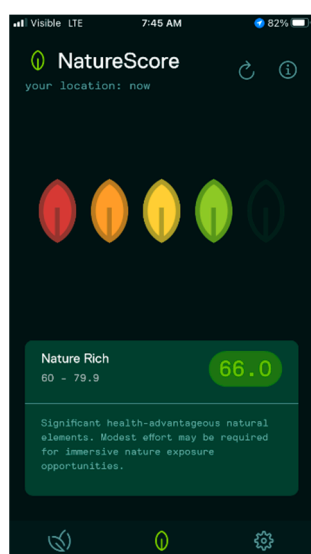 Visible LTE 7:45 AM 82%
NatureScore
your location: now
Nature Rich
60 - 79.9
66.0
Significant health-advantageous natural
elements. Modest effort may be required
for immersive nature exposure
opportunities.